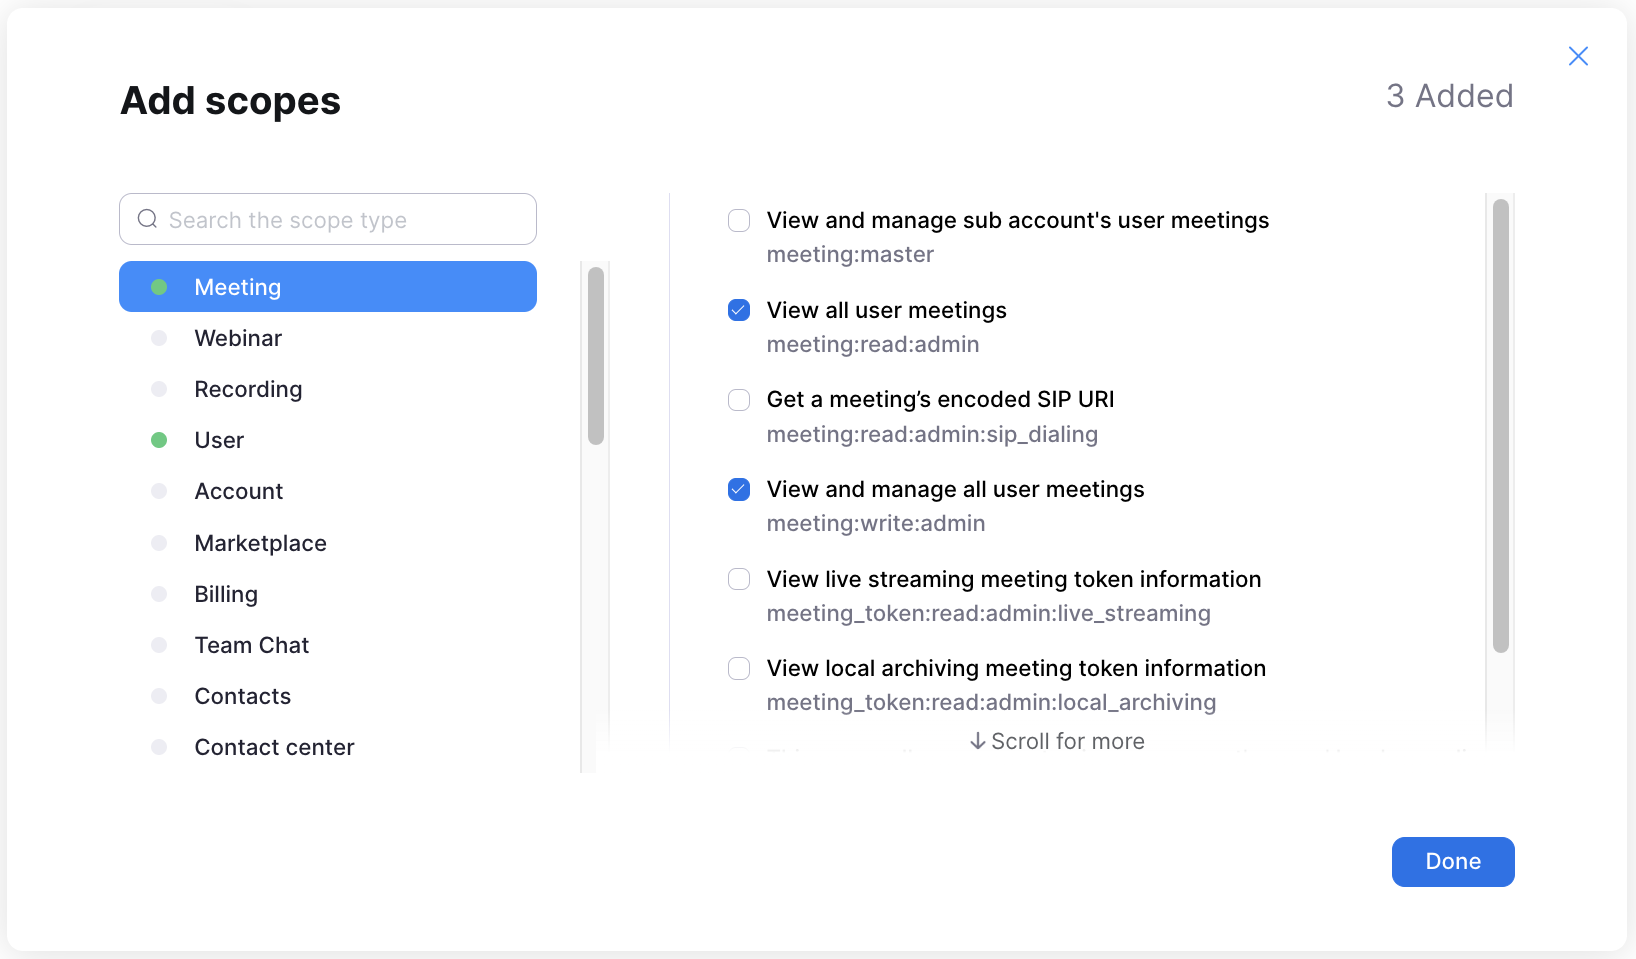 Add scopes
3 Added
Search the scope type
Meeting
Webinar
Recording
User
Account
Marketplace
Billing
Team Chat
Contacts
Contact center
View and manage sub account's user meetings
meeting:master
View all user meetings
meeting:read:admin
Get a meeting’s encoded SIP URI
meeting:read:admin:sip_dialing
View and manage all user meetings
meeting:write:admin
View live streaming meeting token information
meeting_token:read:admin:live_streaming
View local archiving meeting token information
meeting_token:read:admin:local_archiving
↓ Scroll for more
Done